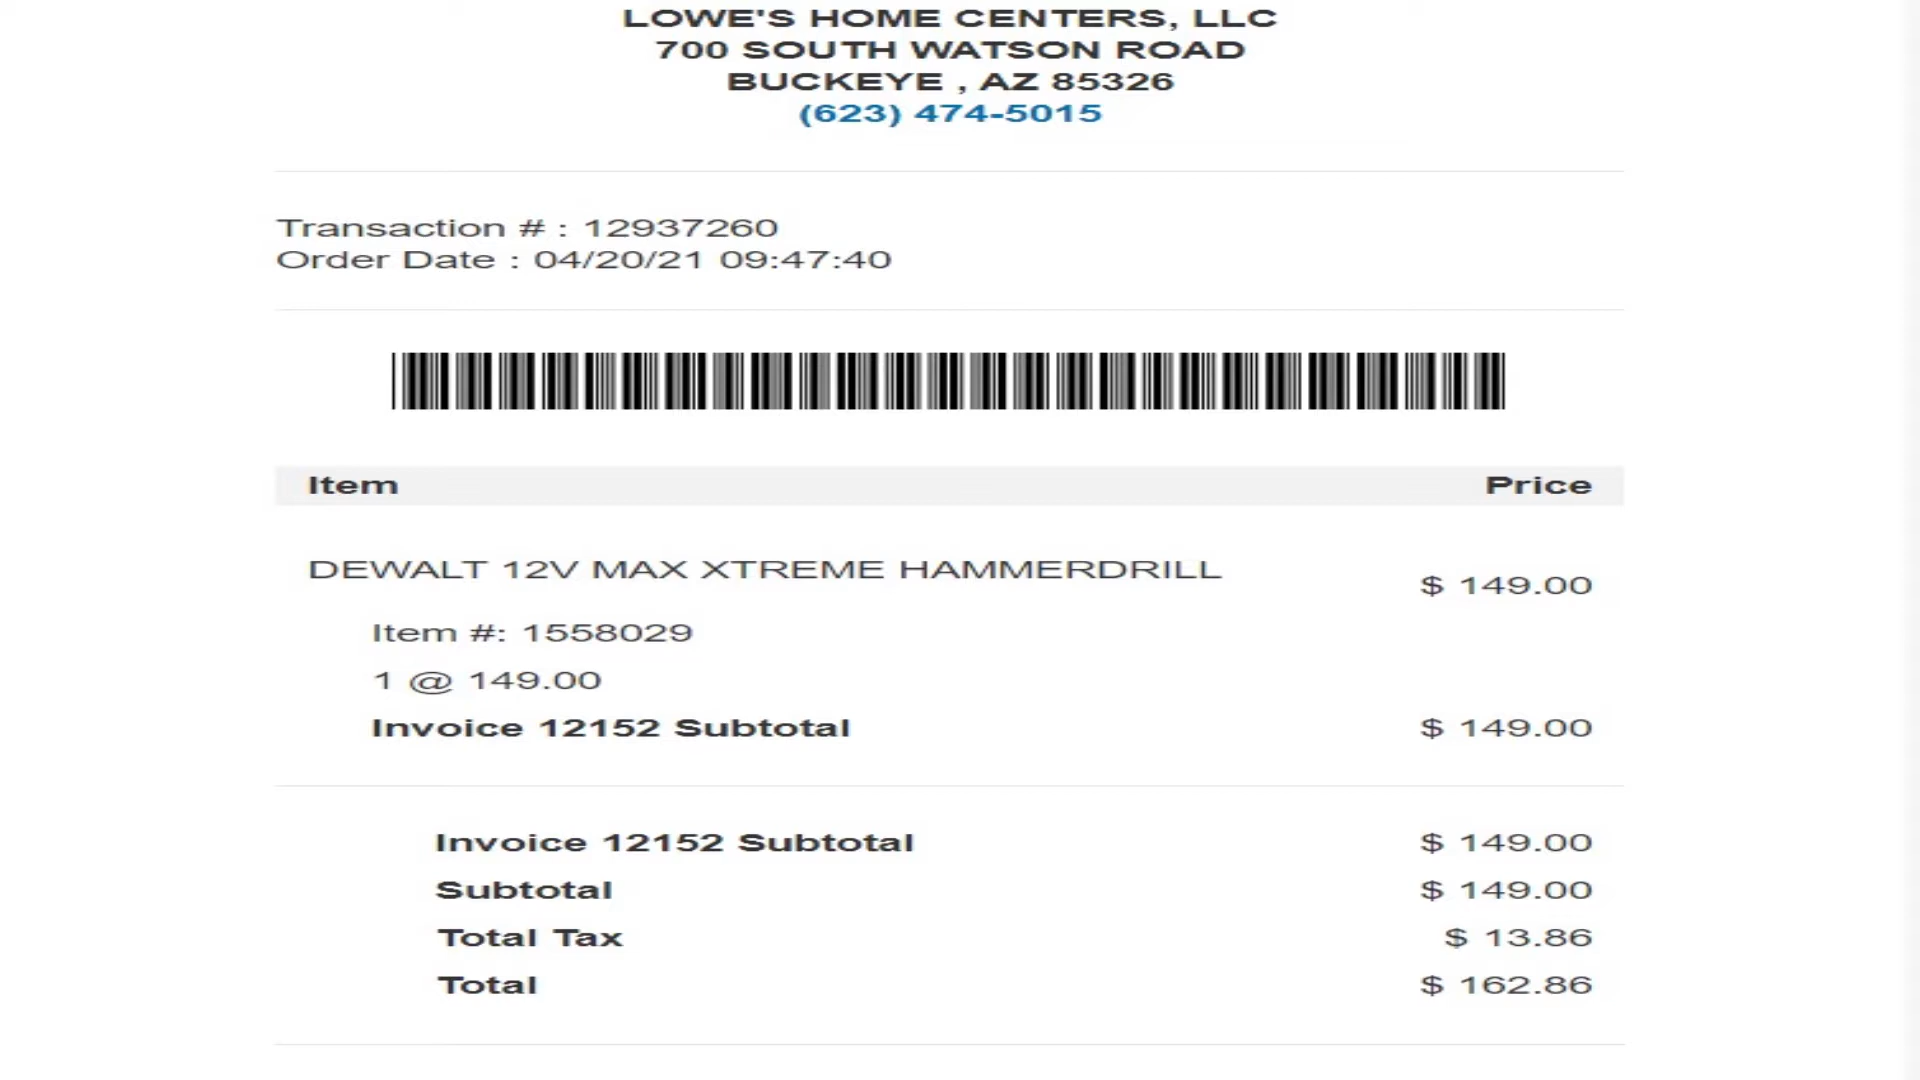 LOWE'S HOME CENTERS, LLC
700 SOUTH WATSON ROAD
BUCKEYE , AZ 85326
(623) 474-5015
Transaction # : 12937260
Order Date : 04/20/21 09:47:40
Item Price
DEWALT 12V MAX XTREME HAMMERDRILL $ 149.00
Item #: 1558029
1 @ 149.00
Invoice 12152 Subtotal $ 149.00
Invoice 12152 Subtotal $ 149.00
Subtotal $ 149.00
Total Tax $ 13.86
Total $ 162.86